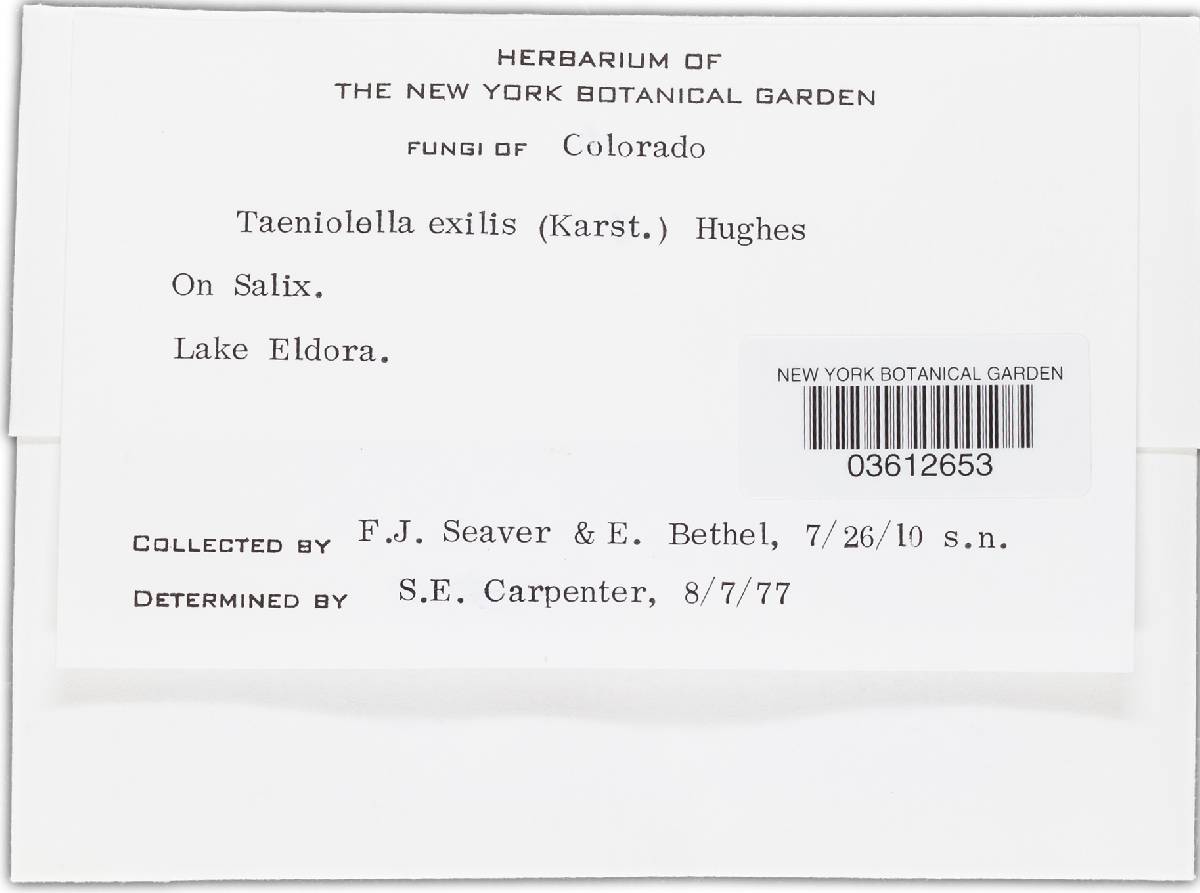 HERBARIUM OF
THE NEW YORK BOTANICAL GARDEN
FUNGI OF Colorado
Taeniolella exilis (Karst.) Hughes
On Salix.
Lake Eldora.
NEW YORK BOTANICAL GARDEN
03612653
COLLECTED BY F.J. Seaver & E. Bethel, 7/26/10 s.n.
DETERMINED BY S.E. Carpenter, 8/7/77